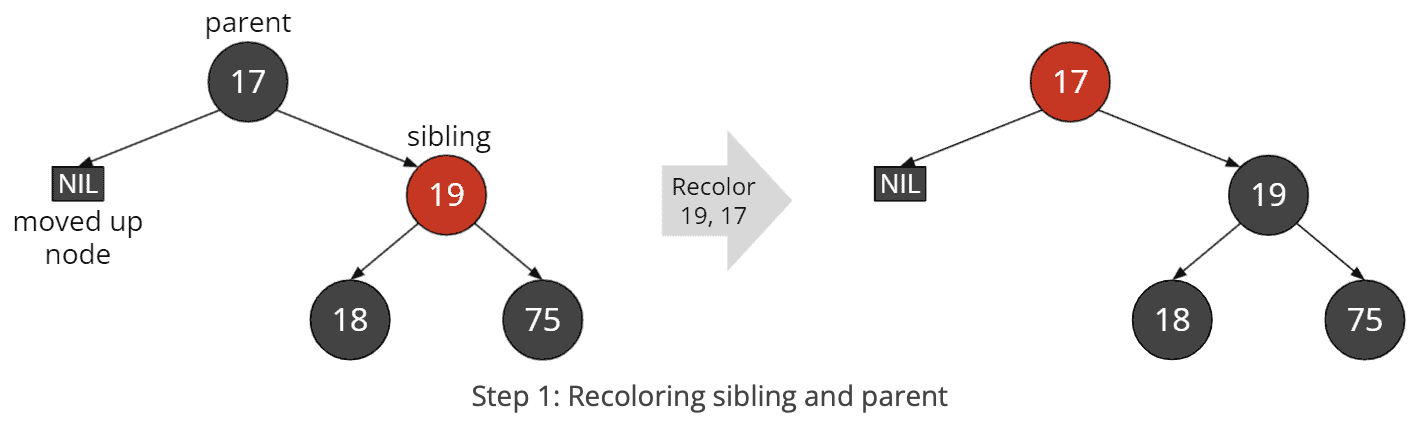 parent
17
sibling
NIL
19
moved up
node
18
75
Recolor
19, 17
17
NIL
19
18
75
Step 1: Recoloring sibling and parent